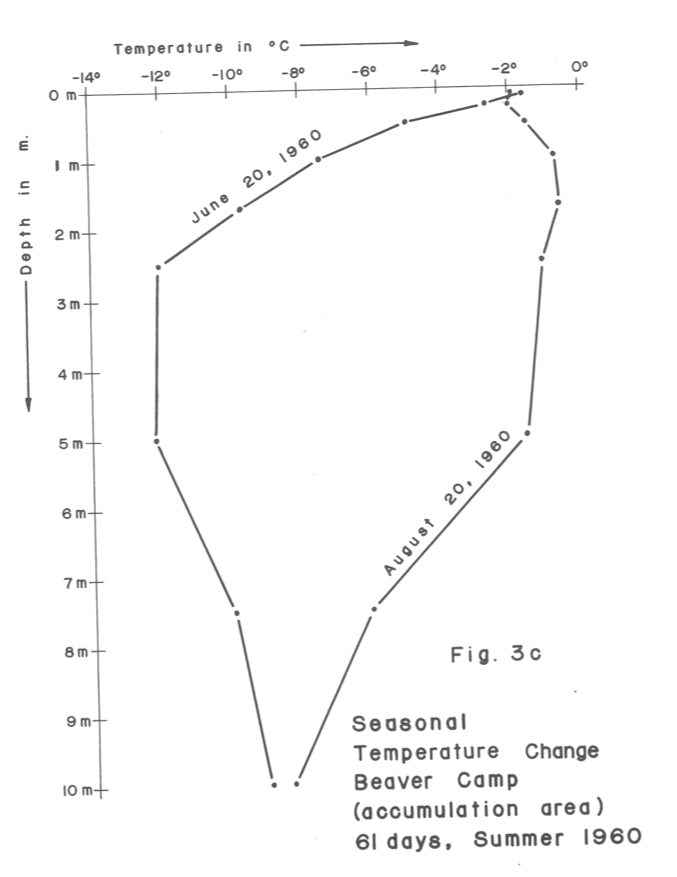 Temperature in °C
-14° -12° -10° -8° -6° -4° -2° 0°
0 m
1 m
2 m
3 m
4 m
5 m
6 m
7 m
8 m
9 m
10 m
Depth in m.
June 20, 1960
August 20, 1960
Fig. 3c
Seasonal
Temperature Change
Beaver Camp
(accumulation area)
61 days, Summer 1960